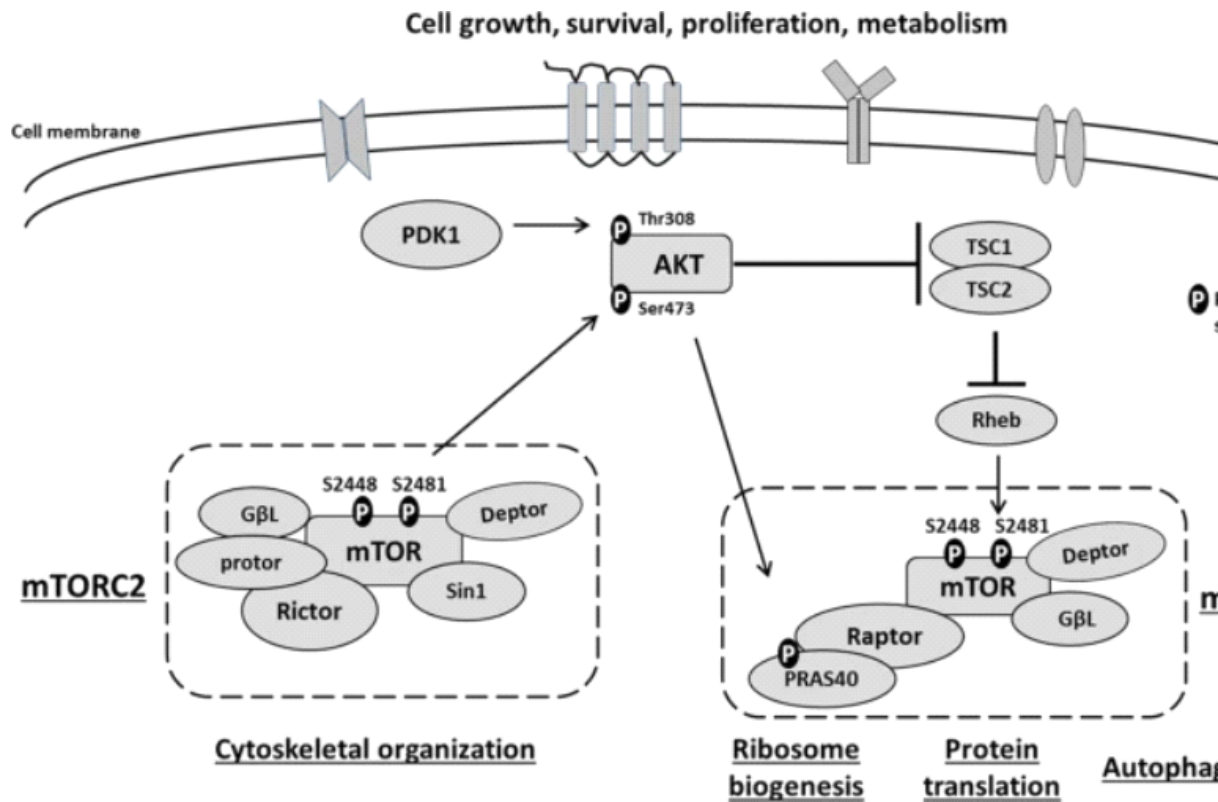 Cell growth, survival, proliferation, metabolism
Cell membrane
PDK1
P
Thr308
AKT
P
Ser473
TSC1
TSC2
P
Rheb
S2448
S2481
P
P
GβL
Deptor
mTOR
protor
Sin1
Rictor
mTORC2
S2448
S2481
P
P
Deptor
mTOR
GβL
Raptor
P
PRAS40
m
Cytoskeletal organization
Ribosome
biogenesis
Protein
translation
Autophag